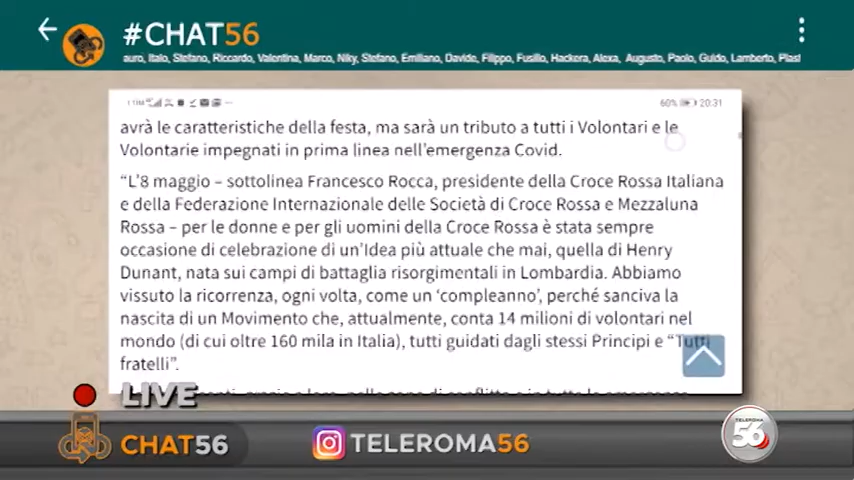 #CHAT56
auro, Italo, Stefano, Riccardo, Valentina, Marco, Niky, Stefano, Emiliano, Davide, Filippo, Fusillo, Hackera, Alexa, Augusto, Paolo, Guido, Lamberto, Plast
60% 20:31
avrà le caratteristiche della festa, ma sarà un tributo a tutti i Volontari e le
Volontarie impegnati in prima linea nell'emergenza Covid.
"L'8 maggio – sottolinea Francesco Rocca, presidente della Croce Rossa Italiana
e della Federazione Internazionale delle Società di Croce Rossa e Mezzaluna
Rossa – per le donne e per gli uomini della Croce Rossa è stata sempre
occasione di celebrazione di un'Idea più attuale che mai, quella di Henry
Dunant, nata sui campi di battaglia risorgimentali in Lombardia. Abbiamo
vissuto la ricorrenza, ogni volta, come un 'compleanno', perché sanciva la
nascita di un Movimento che, attualmente, conta 14 milioni di volontari nel
mondo (di cui oltre 160 mila in Italia), tutti guidati dagli stessi Principi e "Tutti
fratelli".
LIVE
CHAT56
TELEROMA56
TELEROMA
56